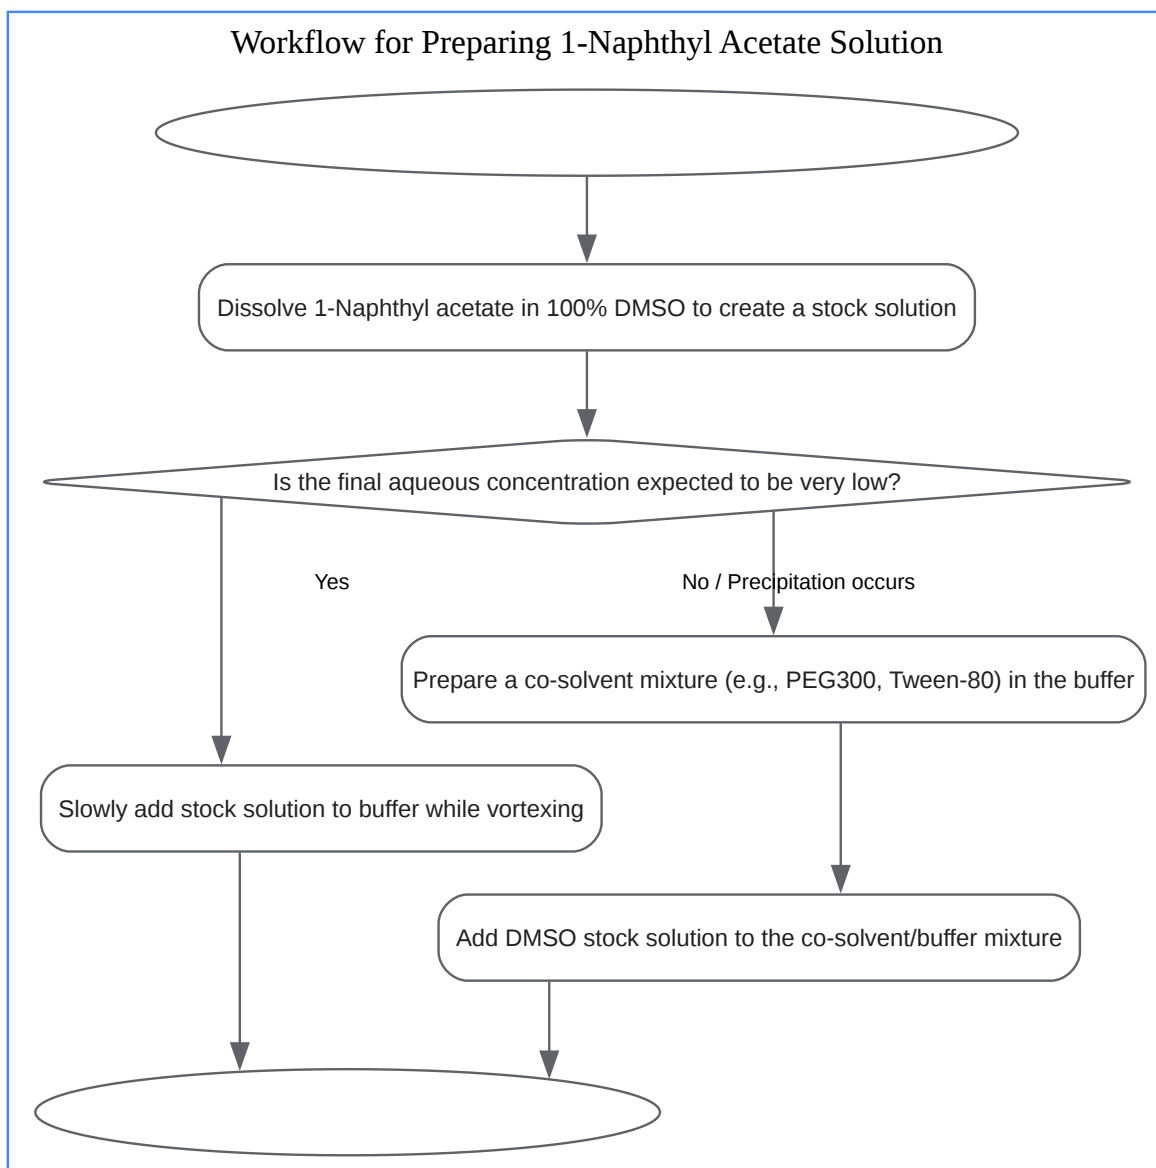 Workflow for Preparing 1-Naphthyl Acetate Solution
Dissolve 1-Naphthyl acetate in 100% DMSO to create a stock solution
Is the final aqueous concentration expected to be very low?
Yes
No / Precipitation occurs
Prepare a co-solvent mixture (e.g., PEG300, Tween-80) in the buffer
Slowly add stock solution to buffer while vortexing
Add DMSO stock solution to the co-solvent/buffer mixture